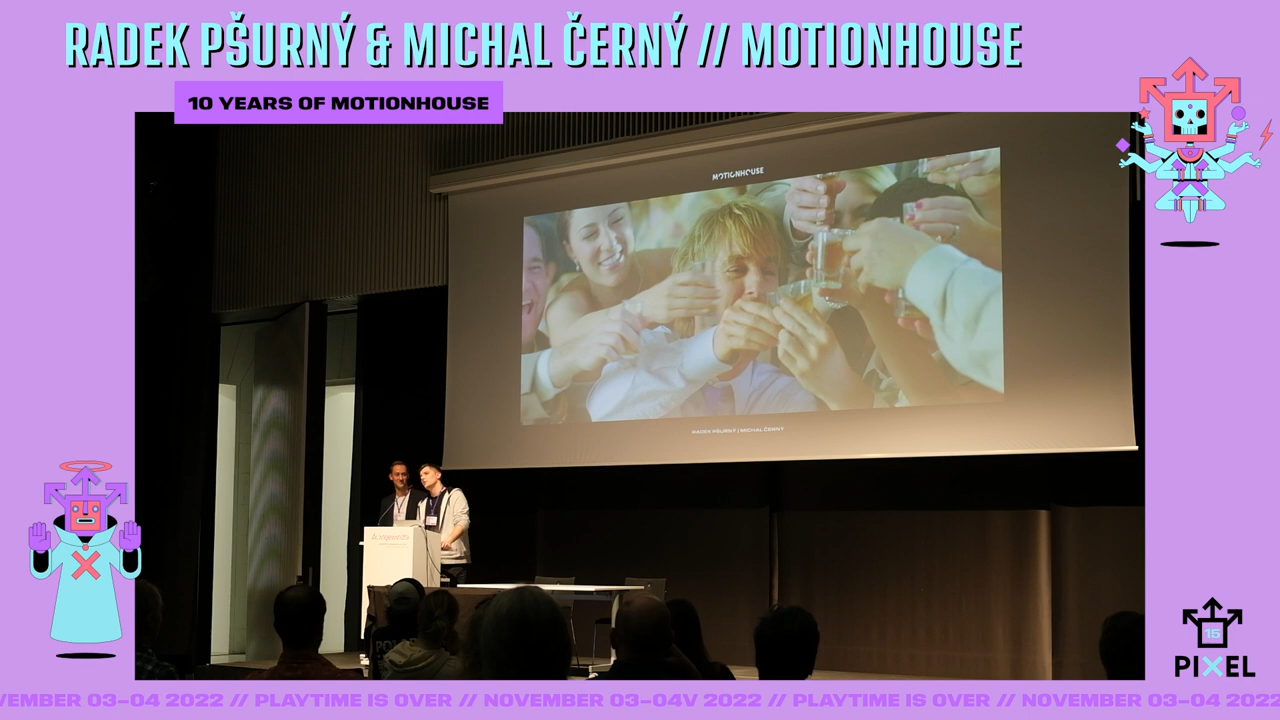 RADEK PŠURNÝ & MICHAL ČERNÝ // MOTIONHOUSE
10 YEARS OF MOTIONHOUSE
MOTIONHOUSE
RADEK PŠURNÝ | MICHAL ČERNÝ
15
PIXEL
VEMBER 03-04 2022 // PLAYTIME IS OVER // NOVEMBER 03-04V 2022 // PLAYTIME IS OVER // NOVEMBER 03-04 2022